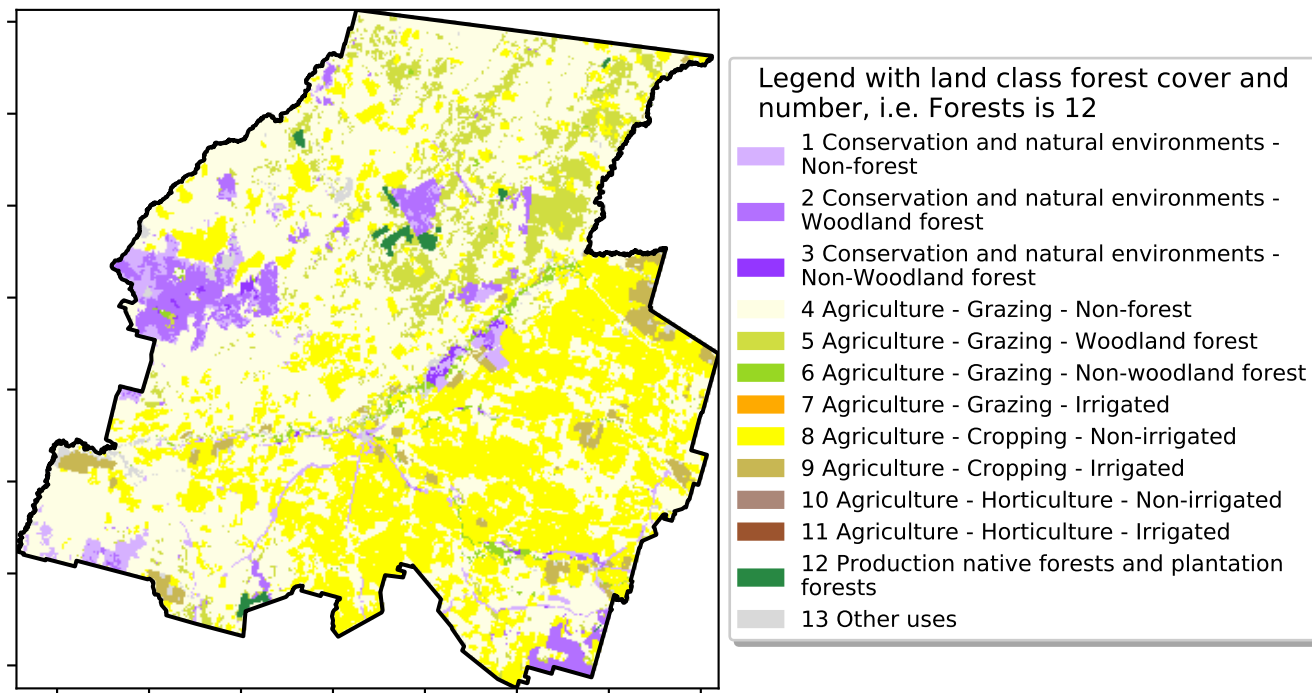 Legend with land class forest cover and
number, i.e. Forests is 12
1 Conservation and natural environments -
Non-forest
2 Conservation and natural environments -
Woodland forest
3 Conservation and natural environments -
Non-Woodland forest
4 Agriculture - Grazing - Non-forest
5 Agriculture - Grazing - Woodland forest
6 Agriculture - Grazing - Non-woodland forest
7 Agriculture - Grazing - Irrigated
8 Agriculture - Cropping - Non-irrigated
9 Agriculture - Cropping - Irrigated
10 Agriculture - Horticulture - Non-irrigated
11 Agriculture - Horticulture - Irrigated
12 Production native forests and plantation
forests
13 Other uses